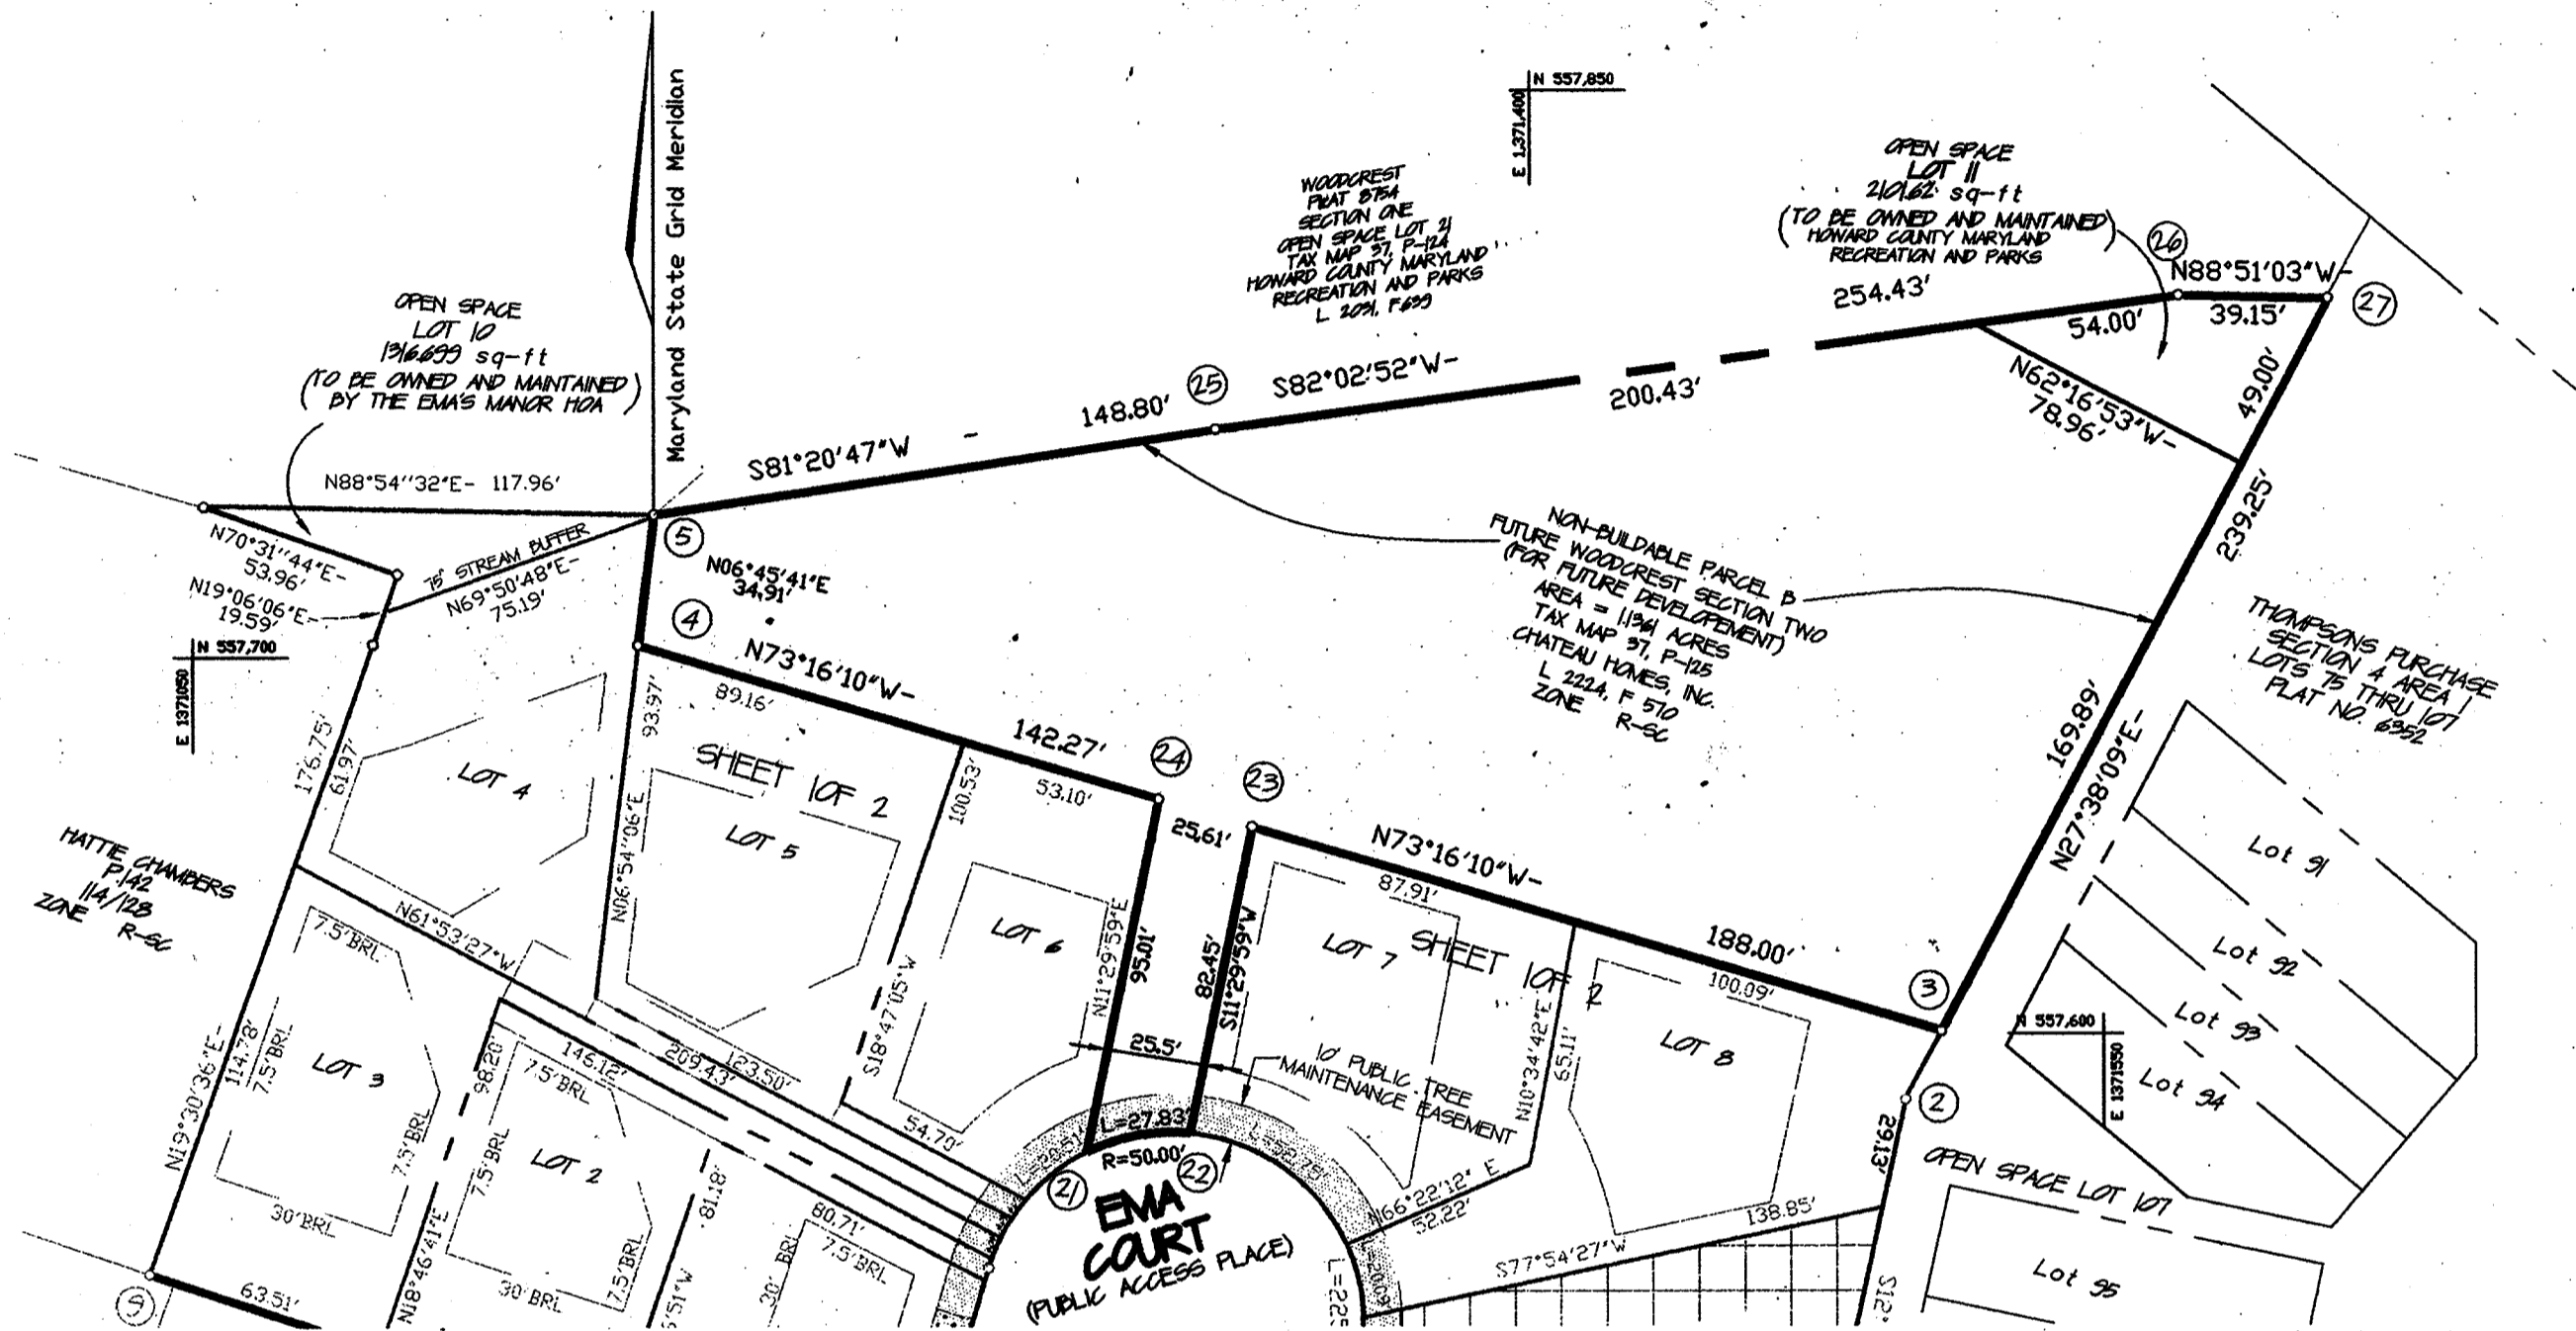 N 557,850
E 1,371,400
Maryland State Grid Meridian
WOODCREST
PLAT 8754
SECTION ONE
OPEN SPACE LOT 21
TAX MAP 37, P-124
HOWARD COUNTY MARYLAND
RECREATION AND PARKS
L 2031, F.639
OPEN SPACE
LOT 11
2101.62 sq-ft
(TO BE OWNED AND MAINTAINED)
HOWARD COUNTY MARYLAND
RECREATION AND PARKS
26
N88°51'03"W-
39.15'
27
254.43'
54.00'
N62°16'53"W-
78.96'
49.00'
239.25'
OPEN SPACE
LOT 10
1316.699 sq-ft
(TO BE OWNED AND MAINTAINED)
BY THE EMA'S MANOR HOA
N88°54''32"E- 117.96'
S81°20'47"W -
148.80'
25
S82°02'52"W-
200.43'
N70°31''44"E-
53.96'
N19°06'06"E-
19.59'
75' STREAM BUFFER
N69°50'48"E-
75.19'
5
N06°45'41"E
34.91'
4
N 557,700
E 1371050
NON-BUILDABLE PARCEL B
FUTURE WOODCREST SECTION TWO
(FOR FUTURE DEVELOPEMENT)
AREA = 1.1361 ACRES
TAX MAP 37, P-125
CHATEAU HOMES, INC.
L 2224, F 570
ZONE R-SC
THOMPSONS PURCHASE
SECTION 4 AREA 1
LOTS 75 THRU 107
PLAT NO. 6352
N73°16'10"W-
89.16'
142.27'
53.10'
24
25.61'
23
N73°16'10"W-
87.91'
188.00'
100.09'
3
169.89'
N27°38'09"E-
2
29.13'
176.75'
61.97'
LOT 4
93.97'
N06°54''06"E
SHEET 1OF 2
LOT 5
100.53'
S18°47'05"W
LOT 6
N11°29'59"E
95.01'
82.45'
S11°29'59"W
25.5'
LOT 7
SHEET 1OF 2
N10°34'42"E
65.11'
LOT 8
10' PUBLIC TREE
MAINTENANCE EASEMENT
HATTIE CHAMBERS
P.142
114/128
ZONE R-SC
N61°53'27"W
7.5'BRL
LOT 3
114.78'
7.5'BRL
7.5'BRL
N19°30'36"E-
30'BRL
9
63.51'
98.20'
7.5'BRL
LOT 2
7.5'BRL
7.5'BRL
30'BRL
N18°46'41"E
146.12'
209.43'
123.50'
81.18'
80.71'
7.5'BRL
30' BRL
54.70'
L=27.83'
R=50.00'
21
22
EMA
COURT
(PUBLIC ACCESS PLACE)
N66°22'12" E
52.22'
138.85'
S77°54'27"W
S12°
Lot 91
Lot 92
Lot 93
Lot 94
N 557,600
E 1371550
OPEN SPACE LOT 107
Lot 95